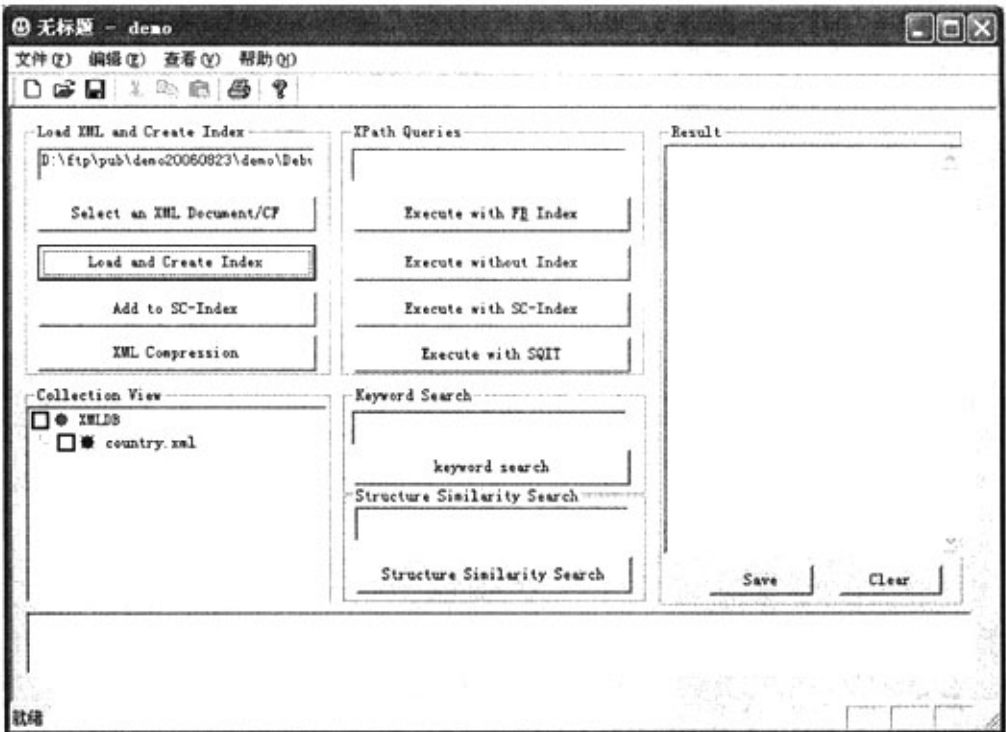 无标题 - demo
文件(F) 编辑(E) 查看(V) 帮助(H)
Load XML and Create Index
D:\ftp\pub\demo20060823\demo\Debu
Select an XML Document/CF
Load and Create Index
Add to SC-Index
XML Compression
XPath Queries
Execute with FB Index
Execute without Index
Execute with SC-Index
Execute with SQIT
Result
Collection View
XMLDB
country.xml
Keyword Search
keyword search
Structure Similarity Search
Structure Similarity Search
Save Clear
就绪